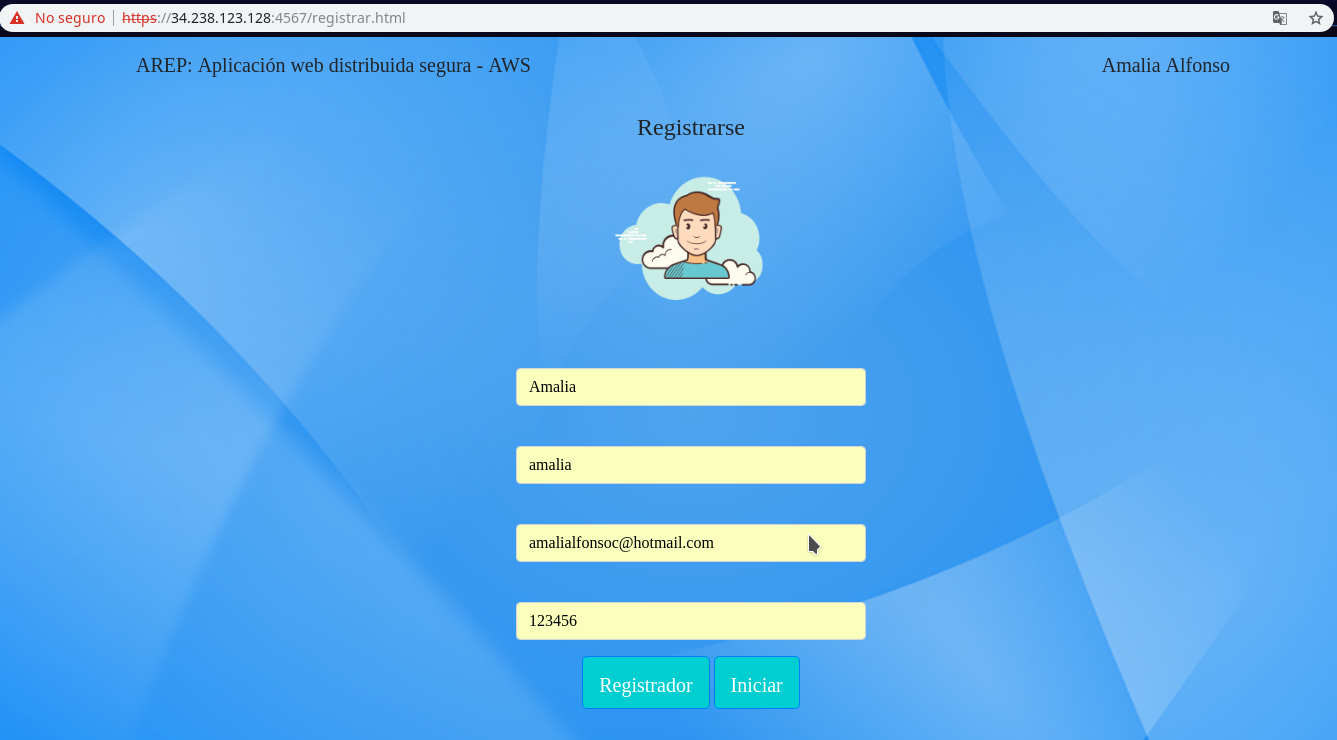 No seguro https://34.238.123.128:4567/registrar.html
AREP: Aplicación web distribuida segura - AWS
Amalia Alfonso
Registrarse
Amalia
amalia
amalialfonsoc@hotmail.com
123456
Registrador Iniciar